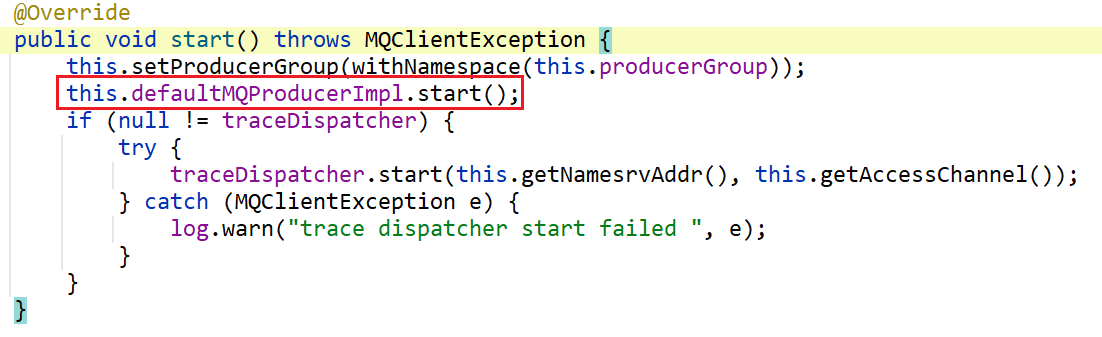 @Override
public void start() throws MQClientException {
    this.setProducerGroup(withNamespace(this.producerGroup));
    this.defaultMQProducerImpl.start();
    if (null != traceDispatcher) {
        try {
            traceDispatcher.start(this.getNamesrvAddr(), this.getAccessChannel());
        } catch (MQClientException e) {
            log.warn("trace dispatcher start failed ", e);
        }
    }
}